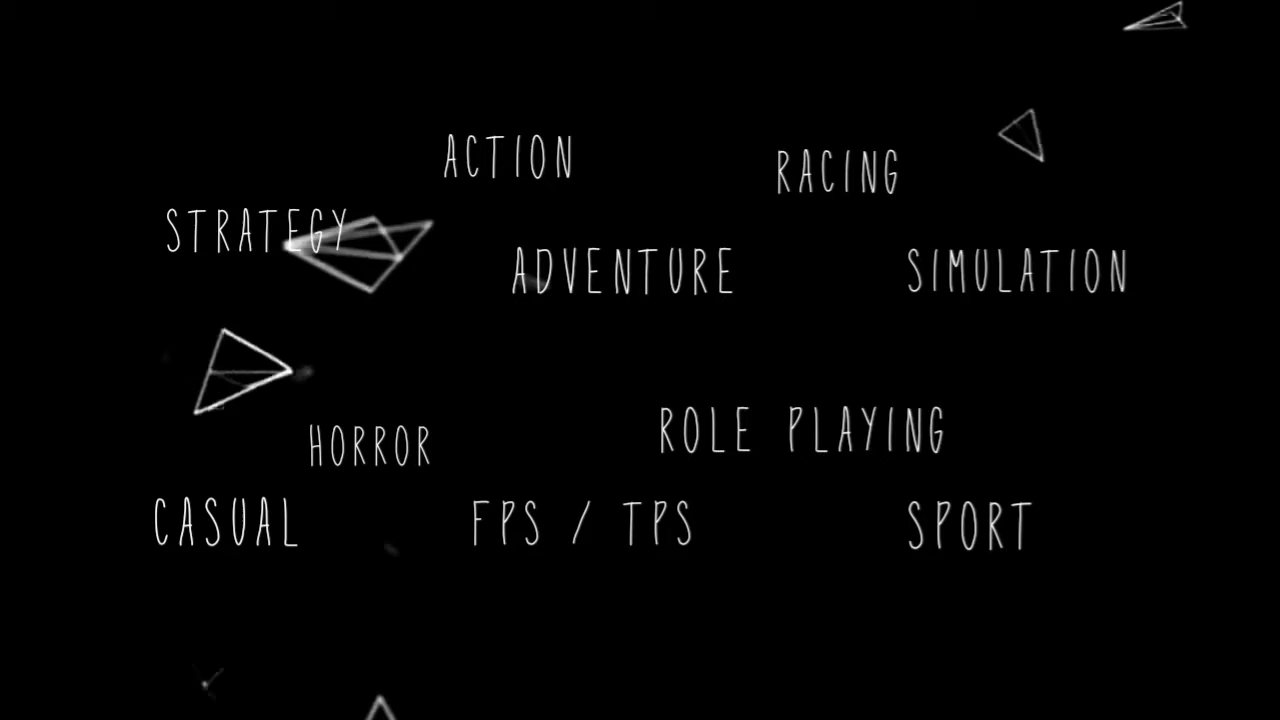 ACTION
RACING
STRATEGY
ADVENTURE
SIMULATION
HORROR
ROLE PLAYING
CASUAL
FPS / TPS
SPORT